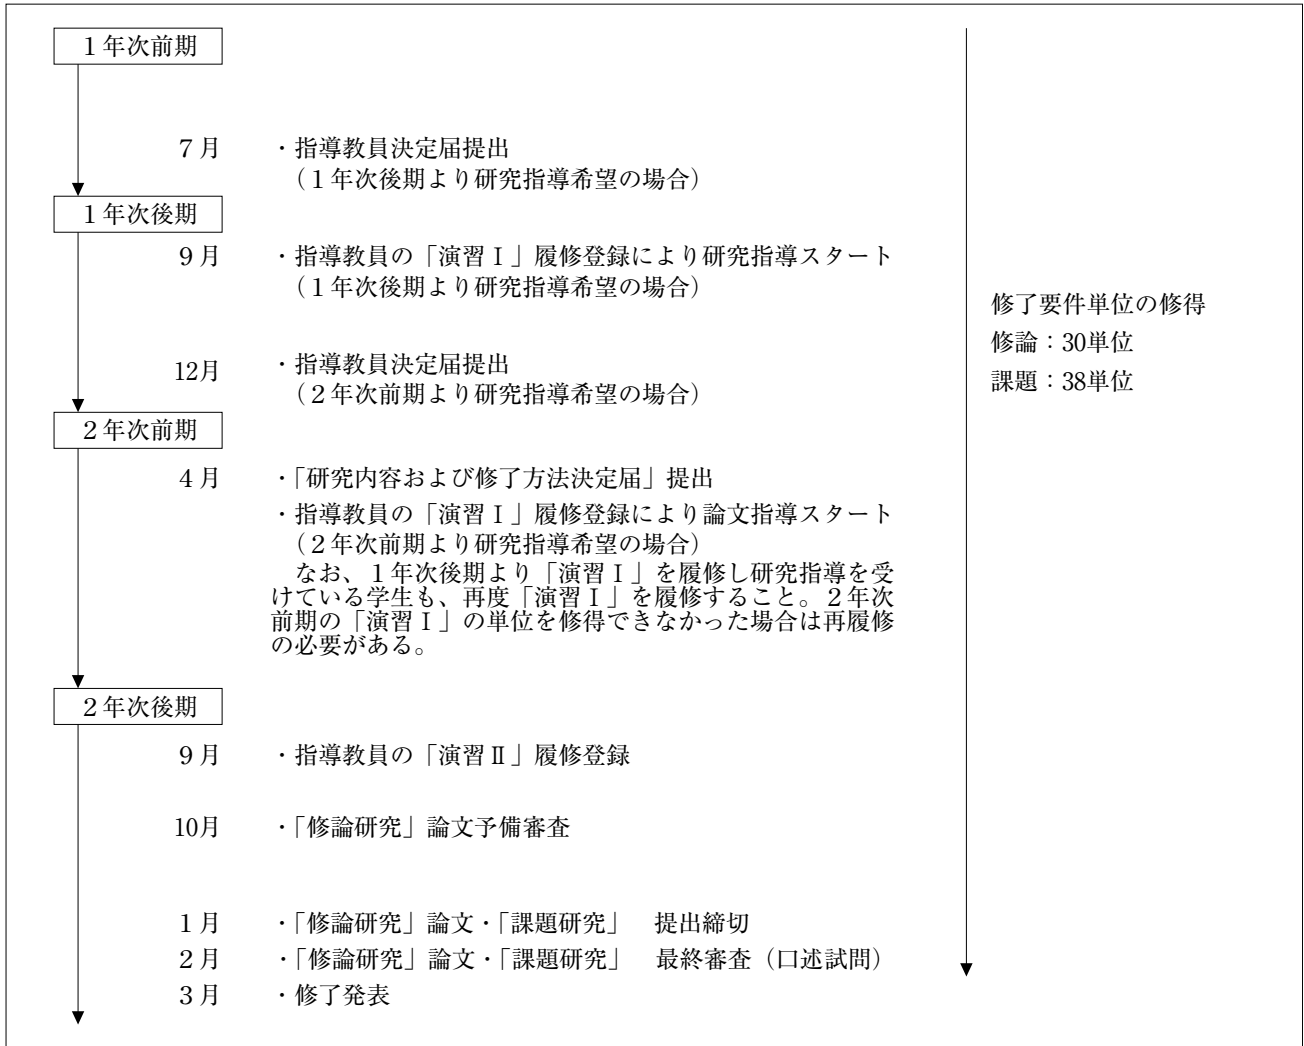 １年次前期
７月　・指導教員決定届提出
（１年次後期より研究指導希望の場合）
１年次後期
９月　・指導教員の「演習Ⅰ」履修登録により研究指導スタート
（１年次後期より研究指導希望の場合）
12月　・指導教員決定届提出
（２年次前期より研究指導希望の場合）
２年次前期
４月　・「研究内容および修了方法決定届」提出
・指導教員の「演習Ⅰ」履修登録により論文指導スタート
（２年次前期より研究指導希望の場合）
なお、１年次後期より「演習Ⅰ」を履修し研究指導を受
けている学生も、再度「演習Ⅰ」を履修すること。２年次
前期の「演習Ⅰ」の単位を修得できなかった場合は再履修
の必要がある。
２年次後期
９月　・指導教員の「演習Ⅱ」履修登録
10月　・「修論研究」論文予備審査
１月　・「修論研究」論文・「課題研究」　提出締切
２月　・「修論研究」論文・「課題研究」　最終審査（口述試問）
３月　・修了発表
修了要件単位の修得
修論：30単位
課題：38単位